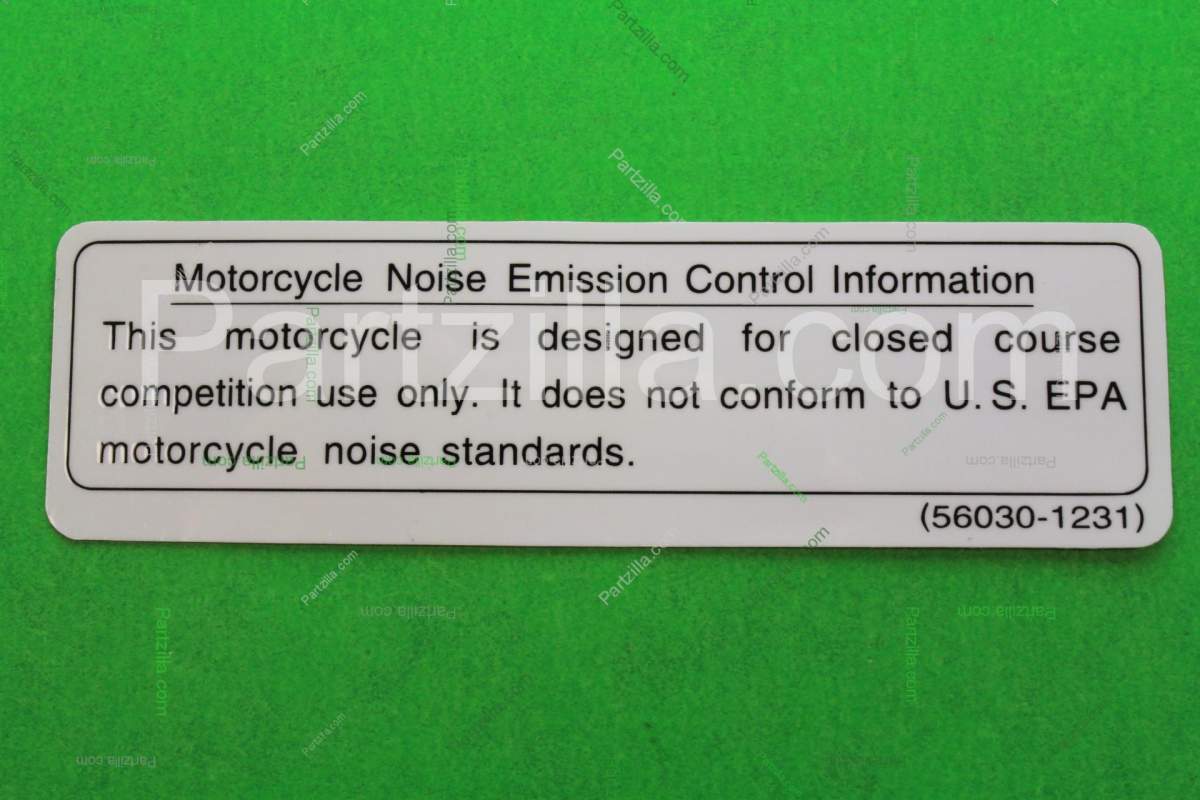 Motorcycle Noise Emission Control Information
This motorcycle is designed for closed course
competition use only. It does not conform to U.S. EPA
motorcycle noise standards.
(56030-1231)
Partzilla.com